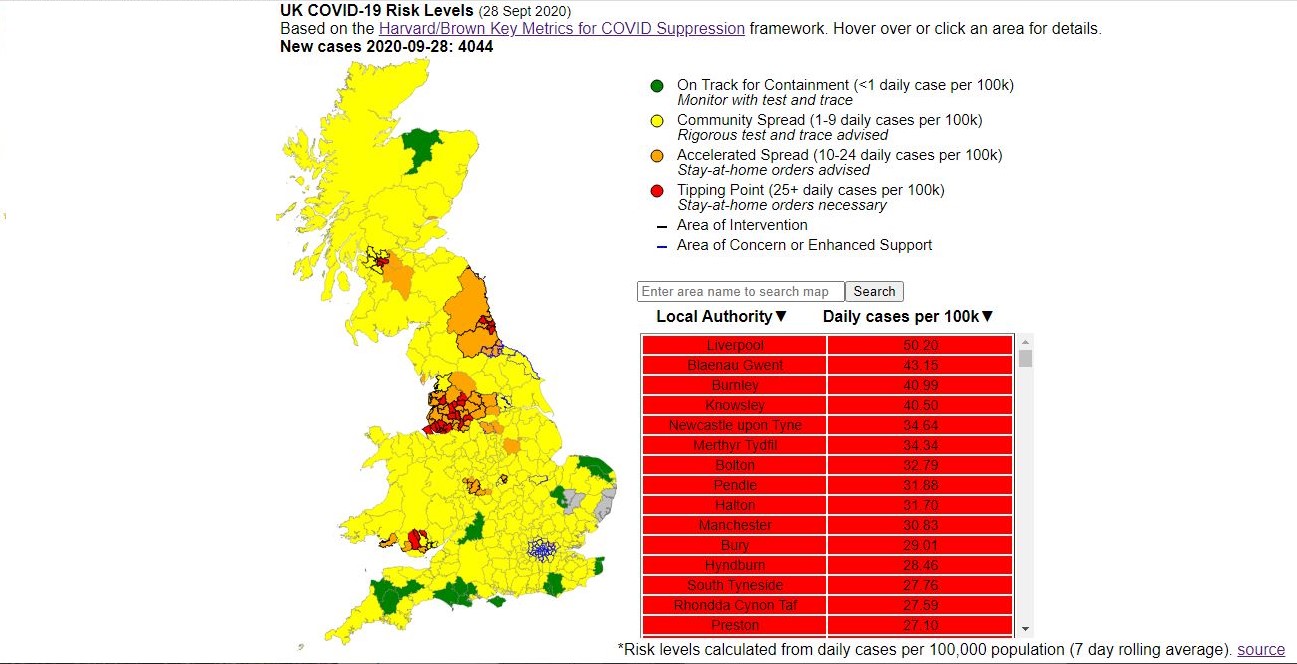 UK COVID-19 Risk Levels (28 Sept 2020)
Based on the Harvard/Brown Key Metrics for COVID Suppression framework. Hover over or click an area for details.
New cases 2020-09-28: 4044
On Track for Containment (<1 daily case per 100k)
Monitor with test and trace
Community Spread (1-9 daily cases per 100k)
Rigorous test and trace advised
Accelerated Spread (10-24 daily cases per 100k)
Stay-at-home orders advised
Tipping Point (25+ daily cases per 100k)
Stay-at-home orders necessary
Area of Intervention
Area of Concern or Enhanced Support
Enter area name to search map Search
Local Authority▼ Daily cases per 100k▼
Liverpool 50.20
Blaenau Gwent 43.15
Burnley 40.99
Knowsley 40.50
Newcastle upon Tyne 34.64
Merthyr Tydfil 34.34
Bolton 32.79
Pendle 31.88
Halton 31.70
Manchester 30.83
Bury 29.01
Hyndburn 28.46
South Tyneside 27.76
Rhondda Cynon Taf 27.59
Preston 27.10
*Risk levels calculated from daily cases per 100,000 population (7 day rolling average). source